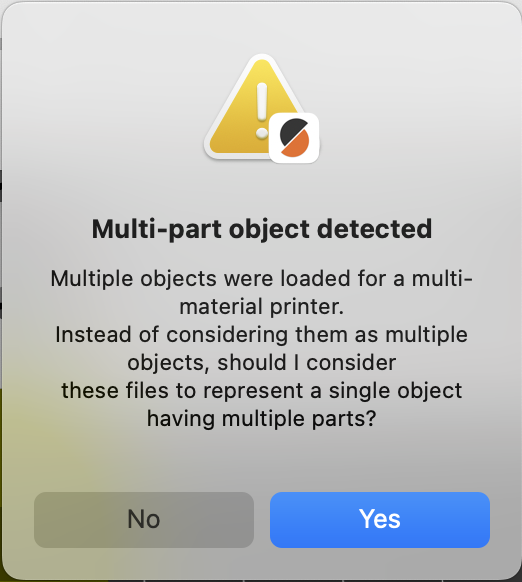 Multi-part object detected
Multiple objects were loaded for a multi-
material printer.
Instead of considering them as multiple
objects, should I consider
these files to represent a single object
having multiple parts?
No
Yes